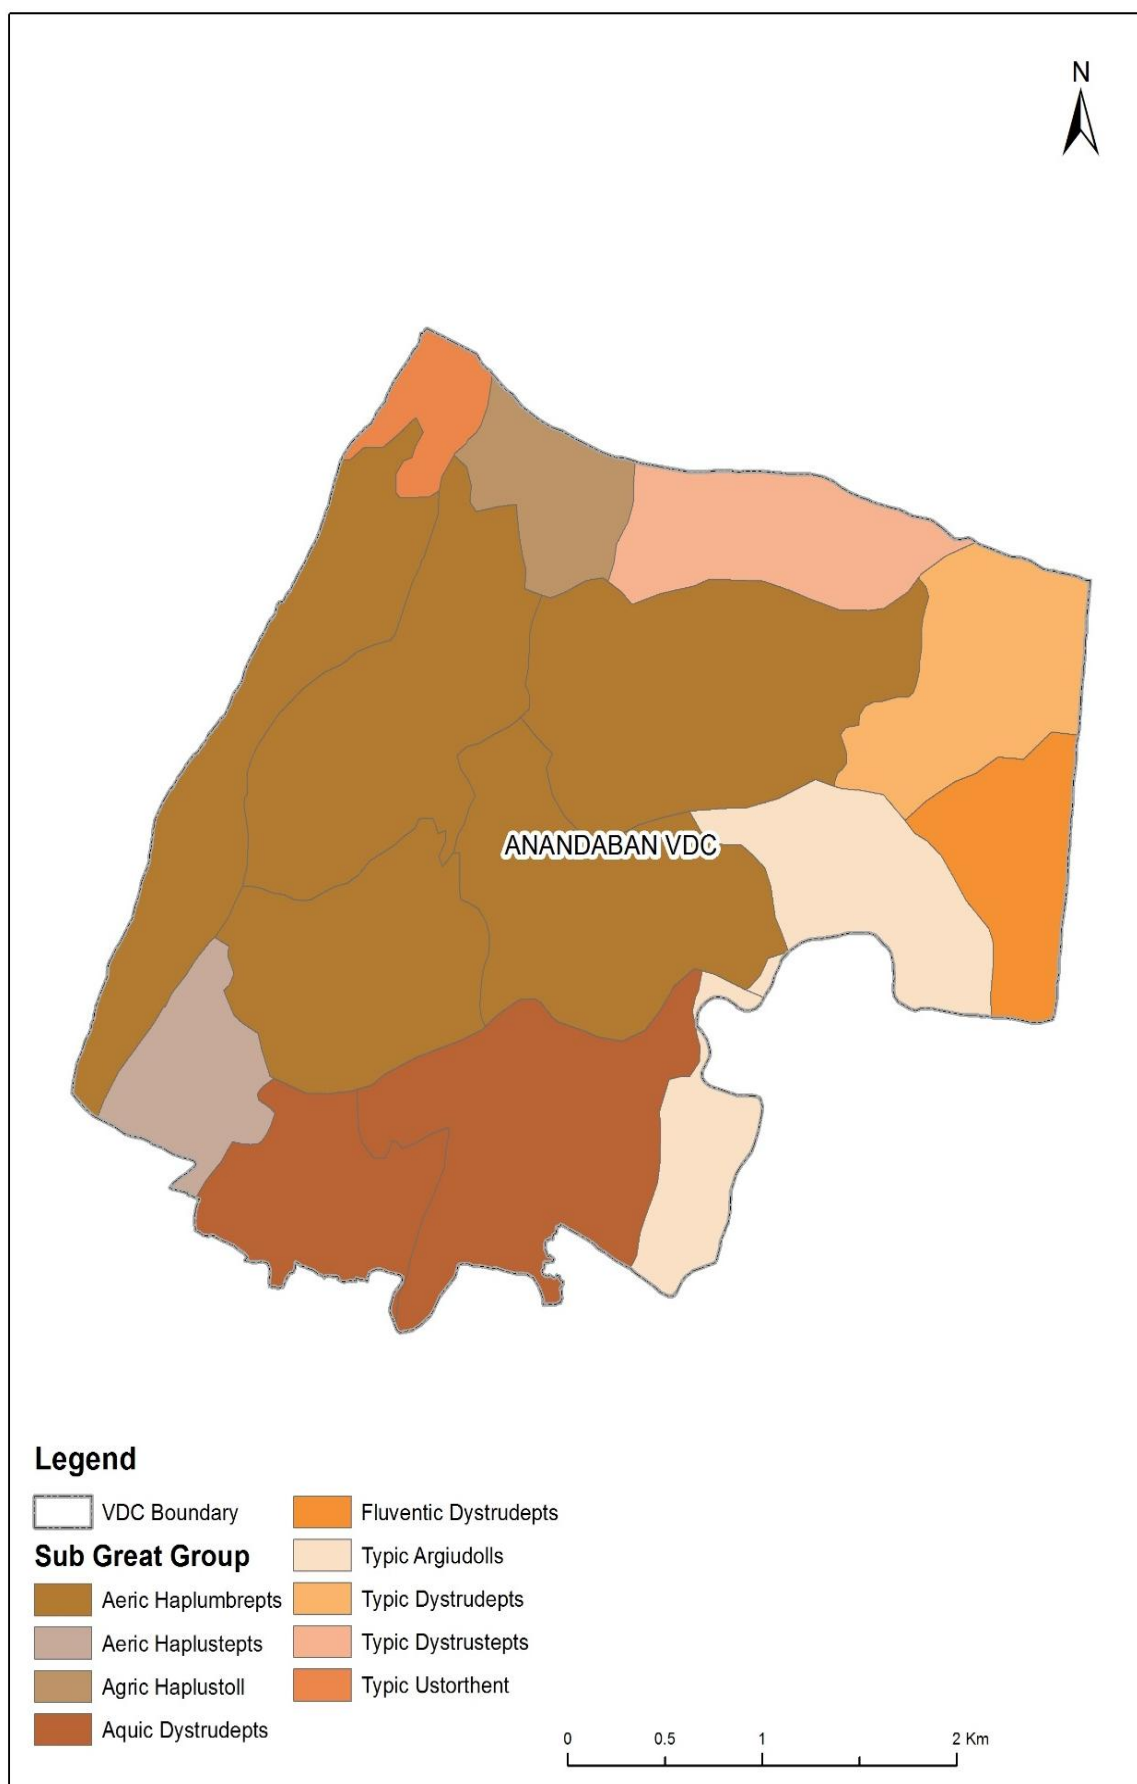 N
ANANDABAN VDC
Legend
VDC Boundary
Sub Great Group
Aeric Haplumbrepts
Aeric Haplustepts
Agric Haplustoll
Aquic Dystrudepts
Fluventic Dystrudepts
Typic Argiudolls
Typic Dystrudepts
Typic Dystrustepts
Typic Ustorthent
0 0.5 1 2 Km